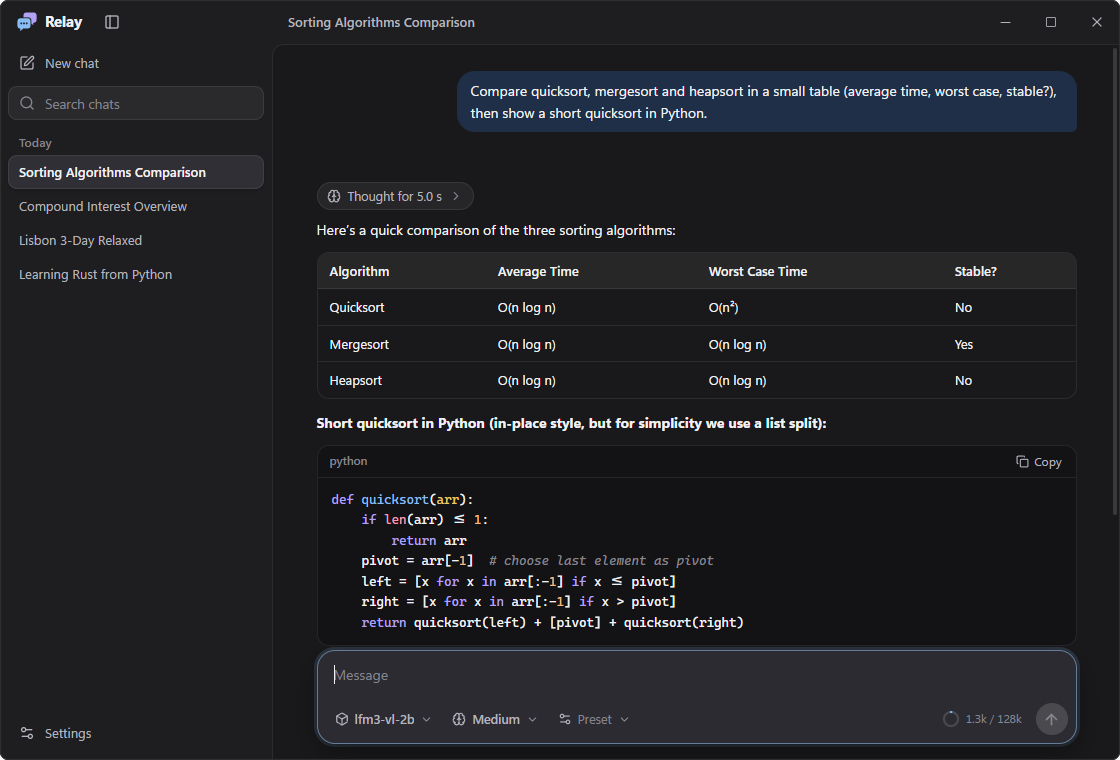 Relay
Sorting Algorithms Comparison
New chat
Search chats
Today
Sorting Algorithms Comparison
Compound Interest Overview
Lisbon 3-Day Relaxed
Learning Rust from Python
Settings
Compare quicksort, mergesort and heapsort in a small table (average time, worst case, stable?),
then show a short quicksort in Python.
Thought for 5.0 s
Here's a quick comparison of the three sorting algorithms:
Algorithm Average Time Worst Case Time Stable?
Quicksort O(n log n) O(n²) No
Mergesort O(n log n) O(n log n) Yes
Heapsort O(n log n) O(n log n) No
Short quicksort in Python (in-place style, but for simplicity we use a list split):
python Copy
def quicksort(arr):
    if len(arr) ≤ 1:
        return arr
    pivot = arr[-1]  # choose last element as pivot
    left = [x for x in arr[:-1] if x ≤ pivot]
    right = [x for x in arr[:-1] if x > pivot]
    return quicksort(left) + [pivot] + quicksort(right)
Message
lfm3-vl-2b Medium Preset 1.3k / 128k